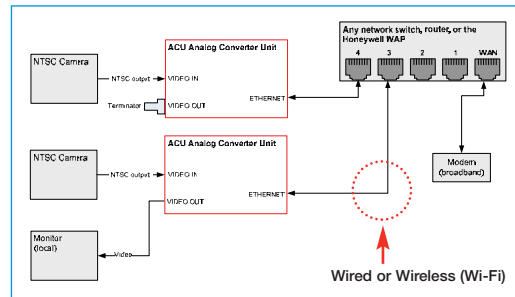 Any network switch, router, or the
Honeywell WAP
4 3 2 1 WAN
ACU Analog Converter Unit
NTSC Camera
NTSC output
VIDEO IN
Terminator
VIDEO OUT
ETHERNET
ACU Analog Converter Unit
NTSC Camera
NTSC output
VIDEO IN
ETHERNET
VIDEO OUT
Modem
(broadband)
Monitor
(local)
Video
Wired or Wireless (Wi-Fi)